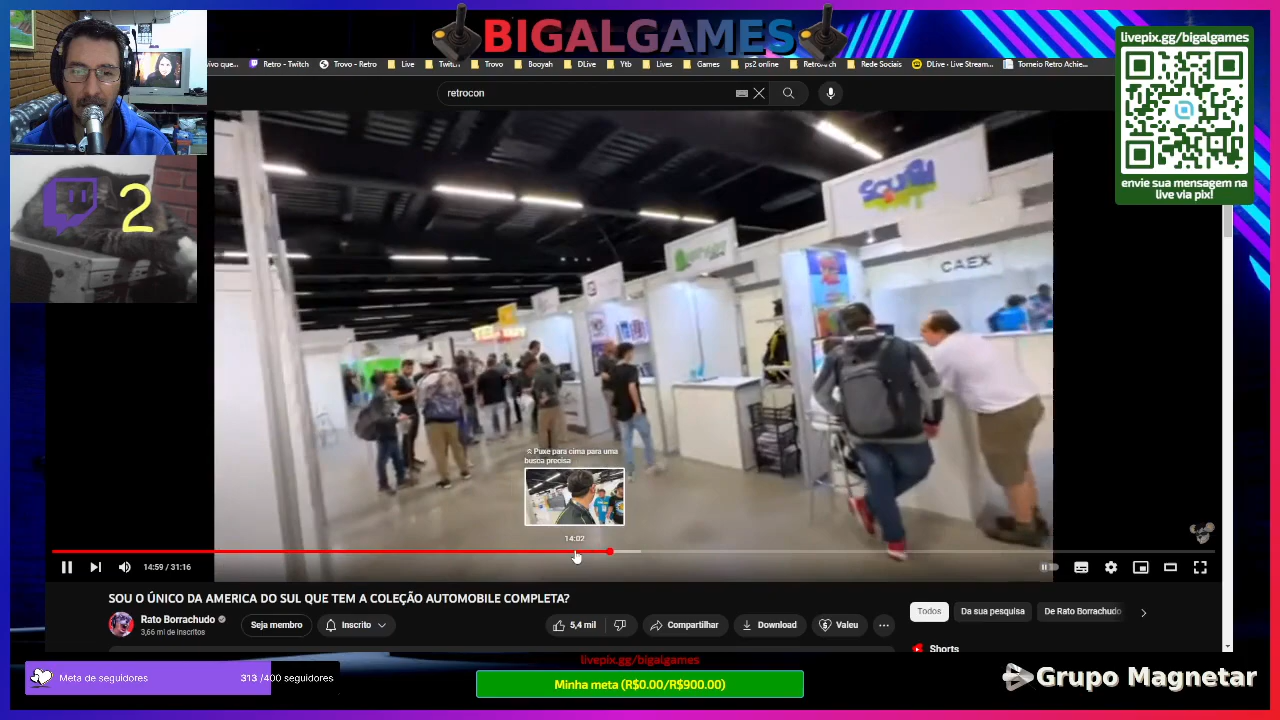 BIGALGAMES
livepix.gg/bigalgames
vivo que...
Retro - Twitch
Trovo - Retro
Live
Twitch
Trovo
Booyah
DLive
Ytb
Lives
Games
ps2 online
Rede Sociais
DLive · Live Stream...
Torneio Retro Achie...
retrocon
2
envie sua mensagem na
live via pix!
CAEX
Puxe para cima para uma
busca precisa
14:02
14:59 / 31:16
SOU O ÚNICO DA AMERICA DO SUL QUE TEM A COLEÇÃO AUTOMOBILE COMPLETA?
Rato Borrachudo
3,66 mi de inscritos
Seja membro
Inscrito
5,4 mil
Compartilhar
Download
Valeu
Todos
Da sua pesquisa
De Rato Borrachudo
Shorts
livepix.gg/bigalgames
Meta de seguidores
313 /400 seguidores
Minha meta (R$0.00/R$900.00)
Grupo Magnetar